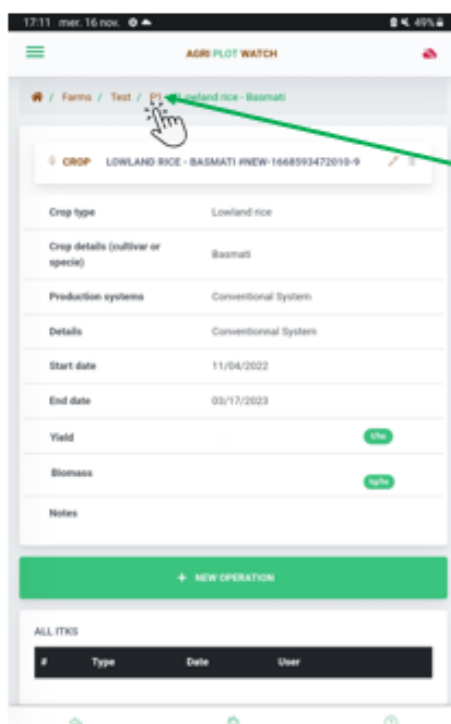 17:11 mer. 16 nov. 49%
AGRI PLOT WATCH
/ Farms / Test / P1 Lowland rice - Basmati
CROP LOWLAND RICE - BASMATI #NEW-1668593472010-9
Crop type Lowland rice
Crop details (cultivar or specie) Basmati
Production systems Conventional System
Details Conventionnal System
Start date 11/04/2022
End date 03/17/2023
Yield t/ha
Biomass kg/ha
Notes
+ NEW OPERATION
ALL ITKS
# Type Date User